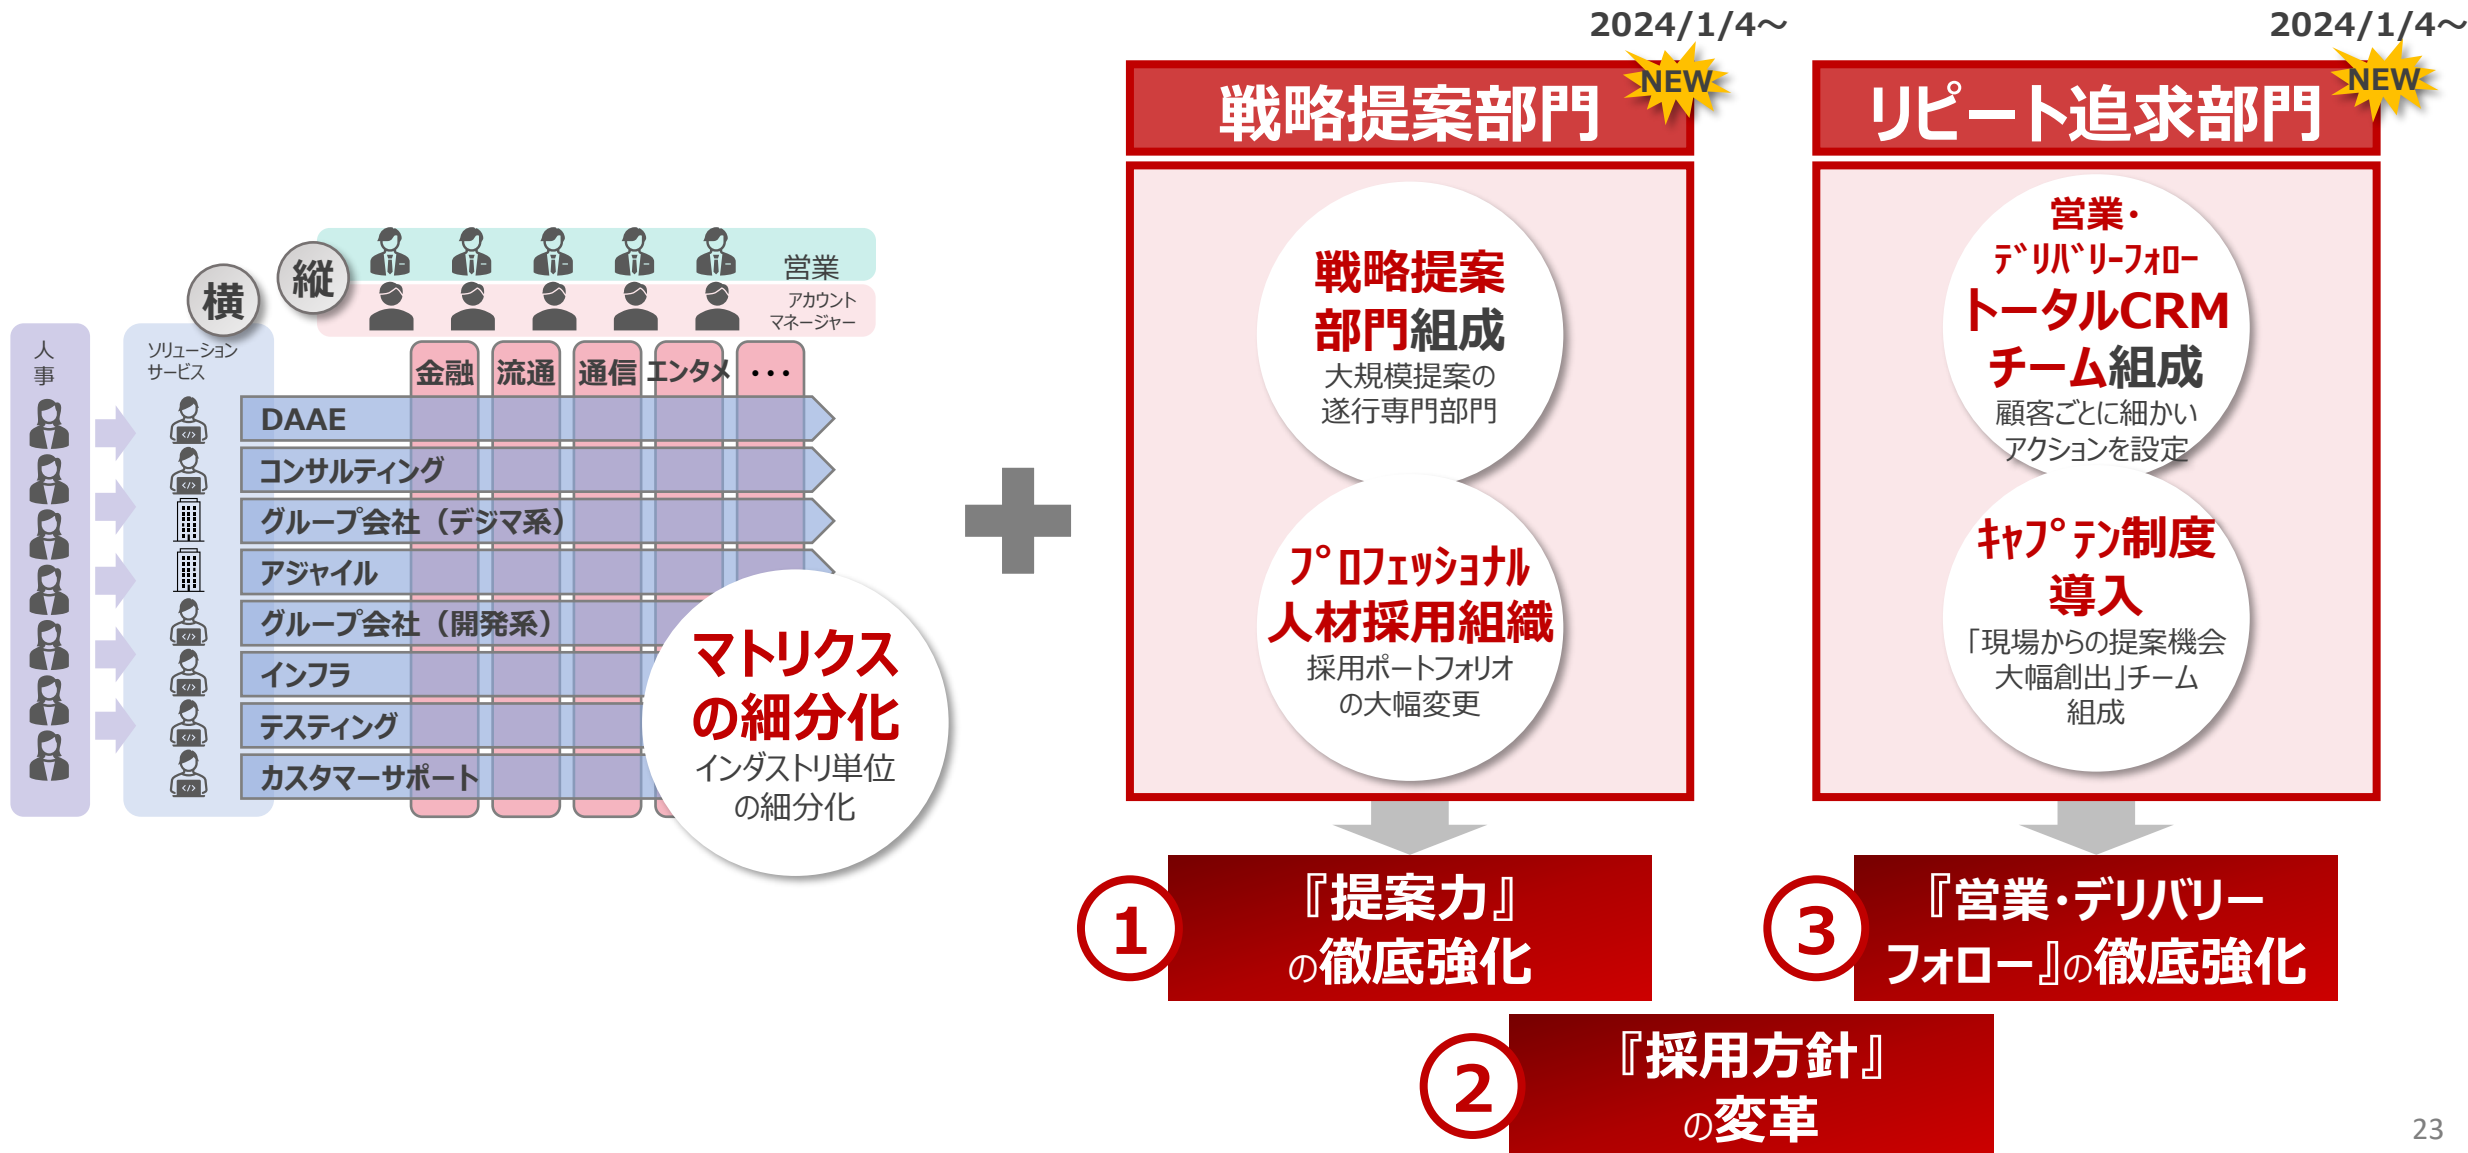 横
縦
営業
アカウント
マネージャー
人
事
ソリューション
サービス
金融
流通
通信
エンタメ
・・・
DAAE
コンサルティング
グループ会社（デジマ系）
アジャイル
グループ会社（開発系）
インフラ
テスティング
カスタマーサポート
マトリクス
の細分化
インダストリ単位
の細分化
2024/1/4～
NEW
戦略提案部門
戦略提案
部門組成
大規模提案の
遂行専門部門
ﾌﾟﾛﾌｪｯｼｮﾅﾙ
人材採用組織
採用ポートフォリオ
の大幅変更
2024/1/4～
NEW
リピート追求部門
営業・
ﾃﾞﾘﾊﾞﾘｰﾌｫﾛｰ
トータルCRM
チーム組成
顧客ごとに細かい
アクションを設定
ｷｬﾌﾟﾃﾝ制度
導入
「現場からの提案機会
大幅創出」チーム
組成
1
『提案力』
の徹底強化
3
『営業・デリバリー
フォロー』の徹底強化
2
『採用方針』
の変革
23